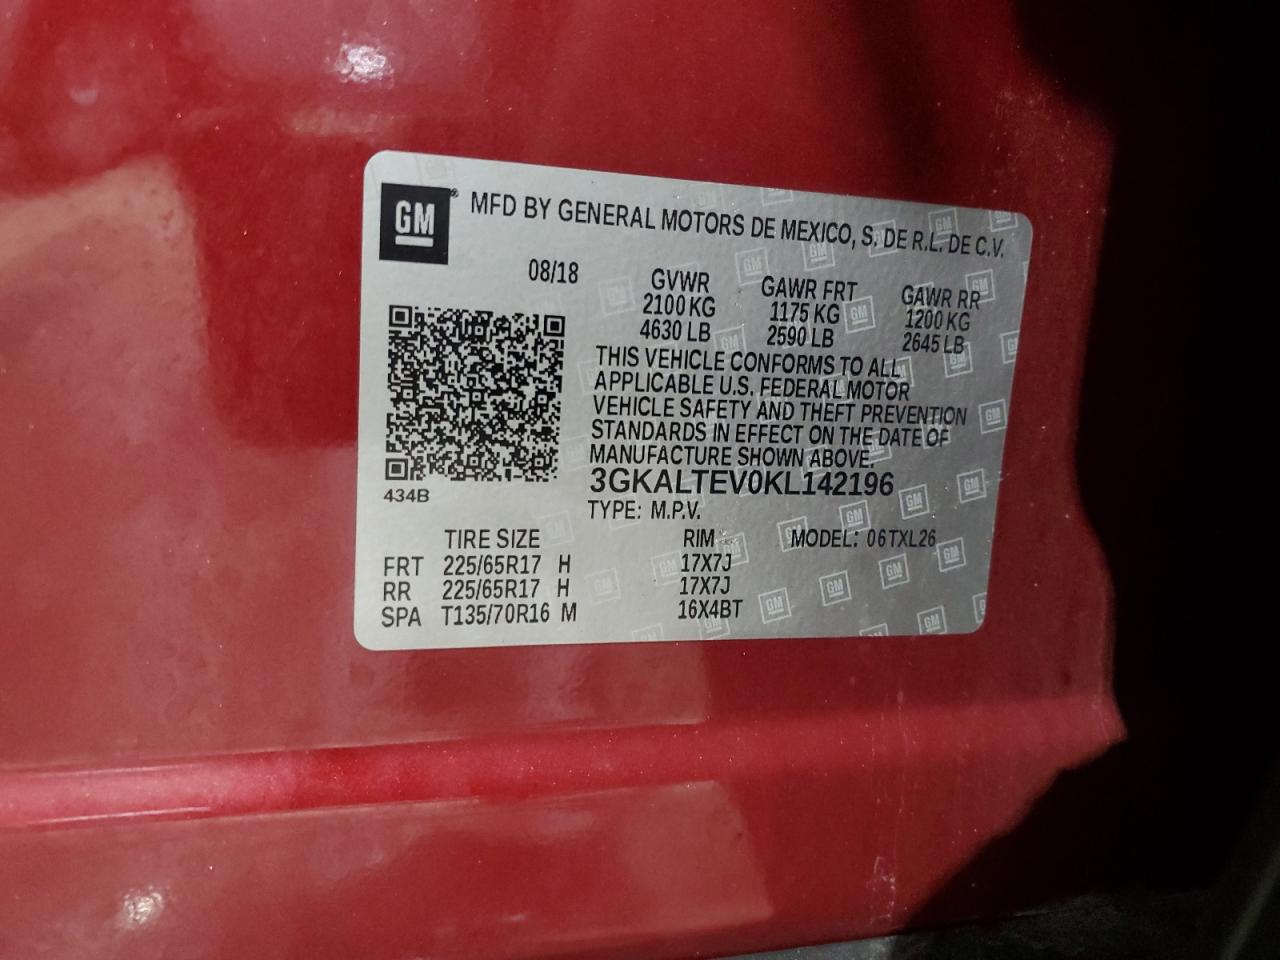 GM® MFD BY GENERAL MOTORS DE MEXICO, S. DE R.L. DE C.V.
08/18 GVWR GAWR FRT GAWR RR
2100 KG 1175 KG 1200 KG
4630 LB 2590 LB 2645 LB
THIS VEHICLE CONFORMS TO ALL
APPLICABLE U.S. FEDERAL MOTOR
VEHICLE SAFETY AND THEFT PREVENTION
STANDARDS IN EFFECT ON THE DATE OF
MANUFACTURE SHOWN ABOVE.
3GKALTEV0KL142196
434B
TYPE: M.P.V.
TIRE SIZE RIM MODEL: 06TXL26
FRT 225/65R17 H 17X7J
RR 225/65R17 H 17X7J
SPA T135/70R16 M 16X4BT